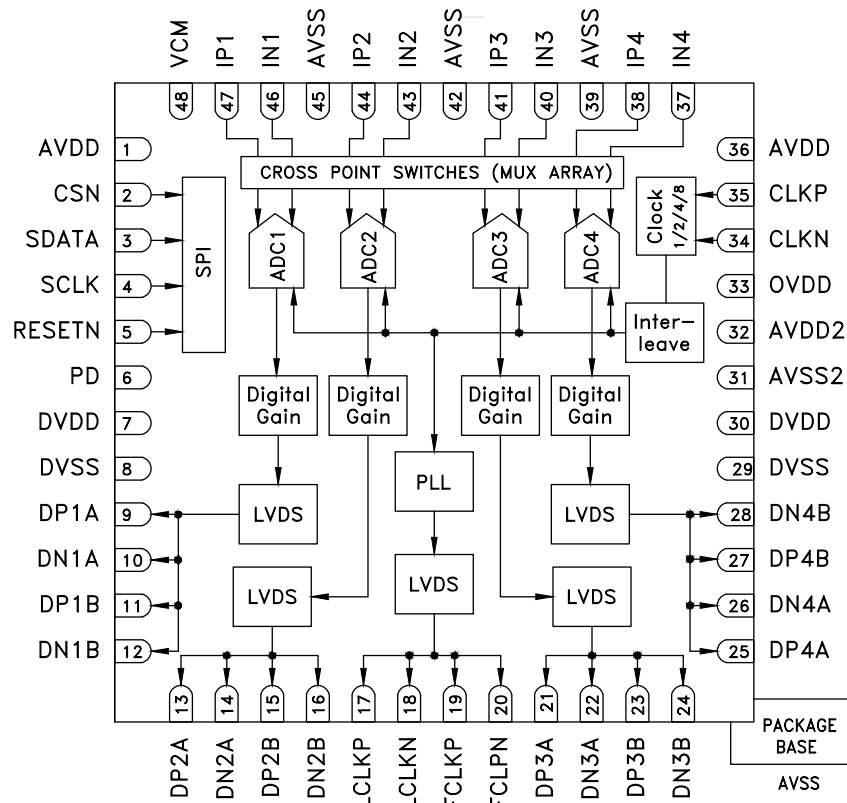 VCM
IP1
IN1
AVSS
IP2
IN2
AVSS
IP3
IN3
AVSS
IP4
IN4
48
47
46
45
44
43
42
41
40
39
38
37
AVDD 1
CSN 2
SDATA 3
SCLK 4
RESETN 5
PD 6
DVDD 7
DVSS 8
DP1A 9
DN1A 10
DP1B 11
DN1B 12
36 AVDD
35 CLKP
34 CLKN
33 OVDD
32 AVDD2
31 AVSS2
30 DVDD
29 DVSS
28 DN4B
27 DP4B
26 DN4A
25 DP4A
CROSS POINT SWITCHES (MUX ARRAY)
SPI
ADC1
ADC2
ADC3
ADC4
Clock
1/2/4/8
Inter-
leave
Digital
Gain
Digital
Gain
Digital
Gain
Digital
Gain
PLL
LVDS
LVDS
LVDS
LVDS
LVDS
13
14
15
16
17
18
19
20
21
22
23
24
DP2A
DN2A
DP2B
DN2B
LCLKP
LCLKN
FCLKP
FCLPN
DP3A
DN3A
DP3B
DN3B
PACKAGE
BASE
AVSS